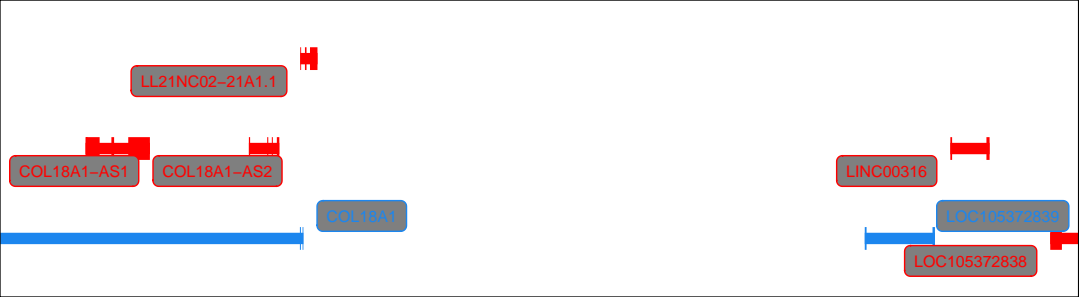 LL21NC02−21A1.1
COL18A1−AS1
COL18A1−AS2
LINC00316
COL18A1
LOC105372839
LOC105372838